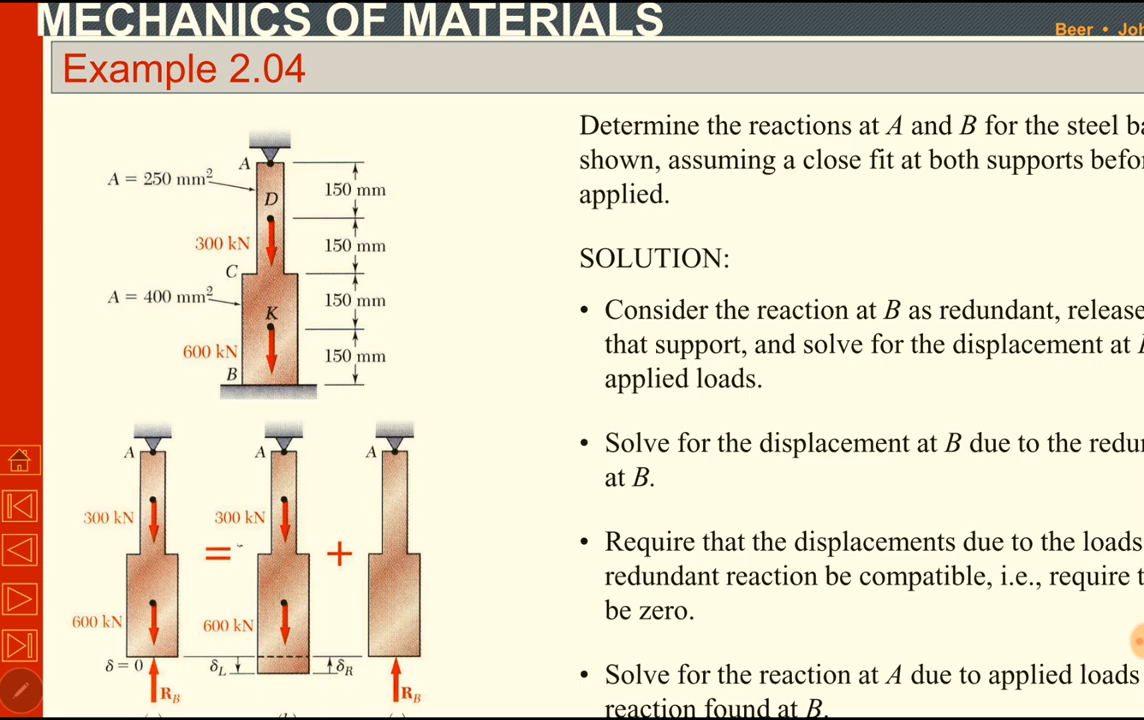 MECHANICS OF MATERIALS
Beer • Joh
Example 2.04
Determine the reactions at A and B for the steel ba
shown, assuming a close fit at both supports befor
applied.
SOLUTION:
• Consider the reaction at B as redundant, release
that support, and solve for the displacement at B
applied loads.
• Solve for the displacement at B due to the redun
at B.
• Require that the displacements due to the loads
redundant reaction be compatible, i.e., require t
be zero.
• Solve for the reaction at A due to applied loads
reaction found at B.
A
A = 250 mm²
150 mm
D
300 kN
150 mm
C
A = 400 mm²
150 mm
K
600 kN
150 mm
B
A
A
A
300 kN
300 kN
=
+
600 kN
600 kN
δ = 0
δL
δR
RB
RB